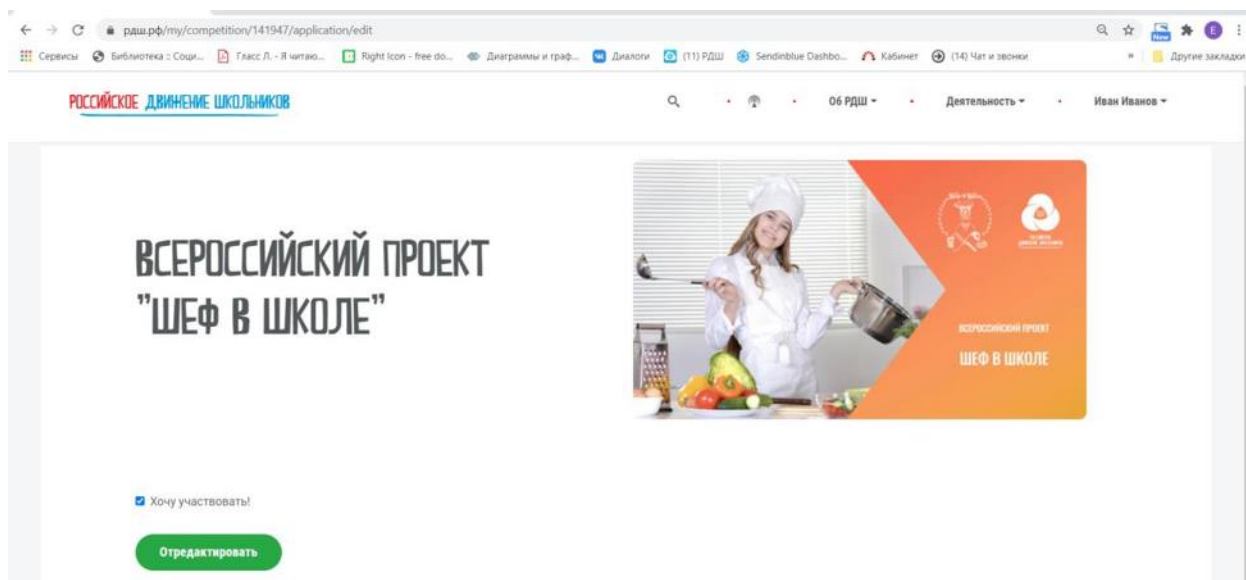 рдш.рф/my/competition/141947/application/edit
New
E
Сервисы
Библиотека :: Соци...
Гласс Л. - Я читаю...
Right Icon - free do...
Диаграммы и граф...
Диалоги
(11) РДШ
Sendinblue Dashbo...
Кабинет
(14) Чат и звонки
»
Другие закладки
РОССИЙСКОЕ ДВИЖЕНИЕ ШКОЛЬНИКОВ
Об РДШ
Деятельность
Иван Иванов
ВСЕРОССИЙСКИЙ ПРОЕКТ
"ШЕФ В ШКОЛЕ"
ВСЕРОССИЙСКИЙ ПРОЕКТ
ШЕФ В ШКОЛЕ
Хочу участвовать!
Отредактировать